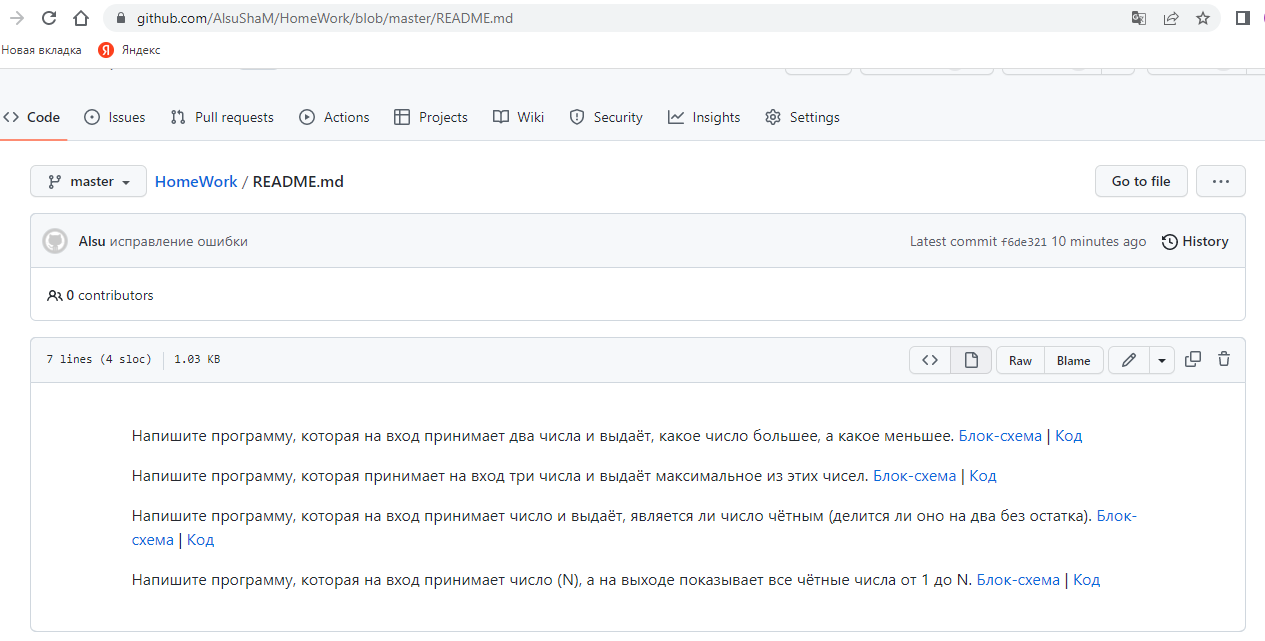 github.com/AlsuShaM/HomeWork/blob/master/README.md
Новая вкладка Я Яндекс
Code Issues Pull requests Actions Projects Wiki Security Insights Settings
master HomeWork / README.md Go to file ...
Alsu исправление ошибки Latest commit f6de321 10 minutes ago History
0 contributors
7 lines (4 sloc) 1.03 KB <> Raw Blame
Напишите программу, которая на вход принимает два числа и выдаёт, какое число большее, а какое меньшее. Блок-схема | Код
Напишите программу, которая принимает на вход три числа и выдаёт максимальное из этих чисел. Блок-схема | Код
Напишите программу, которая на вход принимает число и выдаёт, является ли число чётным (делится ли оно на два без остатка). Блок-
схема | Код
Напишите программу, которая на вход принимает число (N), а на выходе показывает все чётные числа от 1 до N. Блок-схема | Код